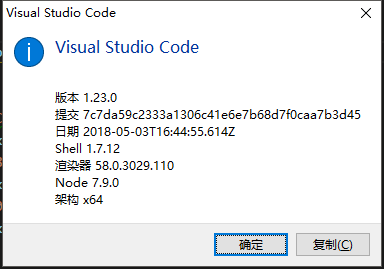 Visual Studio Code
Visual Studio Code
版本 1.23.0
提交 7c7da59c2333a1306c41e6e7b68d7f0caa7b3d45
日期 2018-05-03T16:44:55.614Z
Shell 1.7.12
渲染器 58.0.3029.110
Node 7.9.0
架构 x64
确定
复制(C)